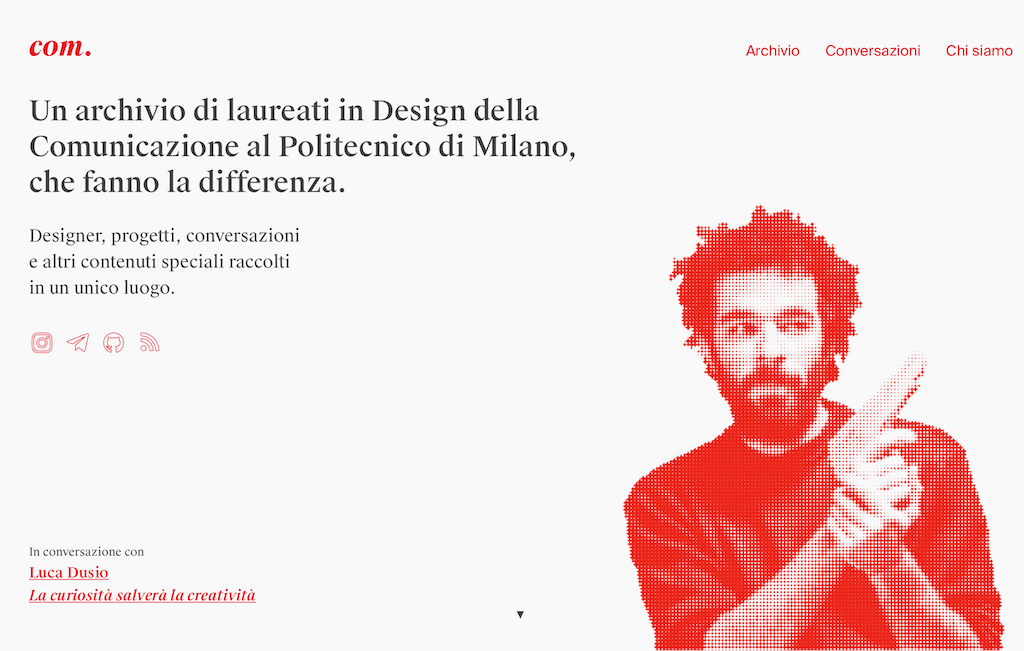 com.
Archivio Conversazioni Chi siamo
Un archivio di laureati in Design della
Comunicazione al Politecnico di Milano,
che fanno la differenza.
Designer, progetti, conversazioni
e altri contenuti speciali raccolti
in un unico luogo.
In conversazione con
Luca Dusio
La curiosità salverà la creatività